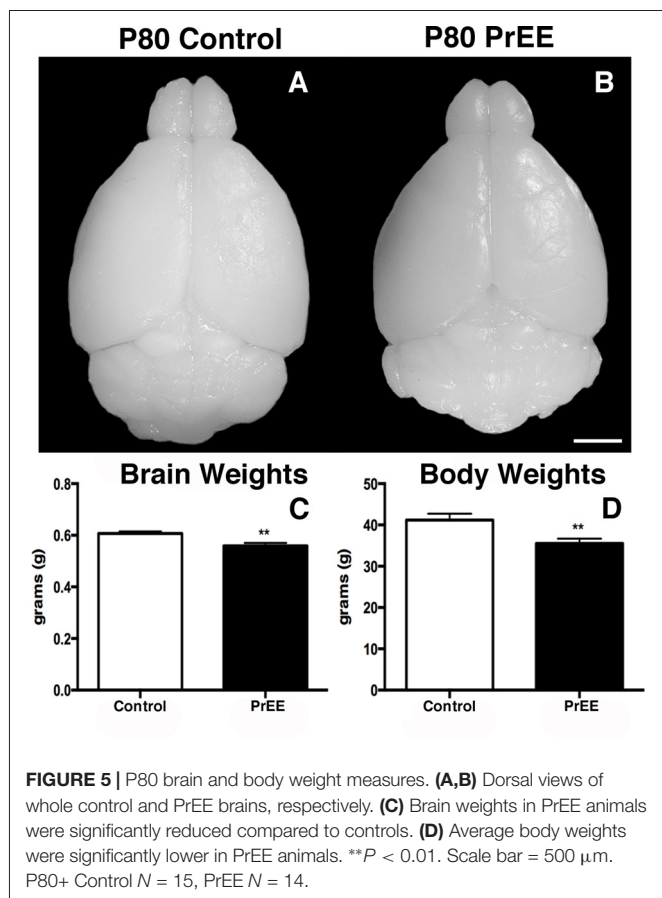 P80 Control P80 PrEE
A B
Brain Weights Body Weights
C D
grams (g)
0.8
0.6
0.4
0.2
0.0
**
Control PrEE
grams (g)
50
40
30
20
10
0
**
Control PrEE
FIGURE 5 | P80 brain and body weight measures. (A,B) Dorsal views of
whole control and PrEE brains, respectively. (C) Brain weights in PrEE animals
were significantly reduced compared to controls. (D) Average body weights
were significantly lower in PrEE animals. **P < 0.01. Scale bar = 500 μm.
P80+ Control N = 15, PrEE N = 14.